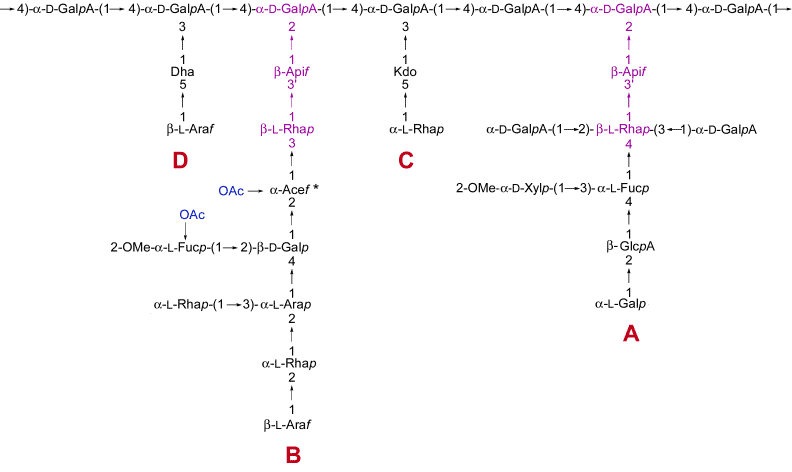 4)-α-D-GalpA-(1 4)-α-D-GalpA-(1 4)-α-D-GalpA-(1 4)-α-D-GalpA-(1 4)-α-D-GalpA-(1 4)-α-D-GalpA-(1 4)-α-D-GalpA-(1
3 2 3 2
1 1 1 1
Dha β-Apif Kdo β-Apif
5 3' 5 3'
1 1 1 1
β-L-Araf β-L-Rhap α-L-Rhap α-D-GalpA-(1→2)-β-L-Rhap-(3←1)-α-D-GalpA
3 4
D C
1 1
OAc → α-Acef * 2-OMe-α-D-Xylp-(1→3)-α-L-Fucp
2 4
OAc
1 1
2-OMe-α-L-Fucp-(1→2)-β-D-Galp β-GlcpA
4 2
1 1
α-L-Rhap-(1→3)-α-L-Arap α-L-Galp
2
A
1
α-L-Rhap
2
1
β-L-Araf
B